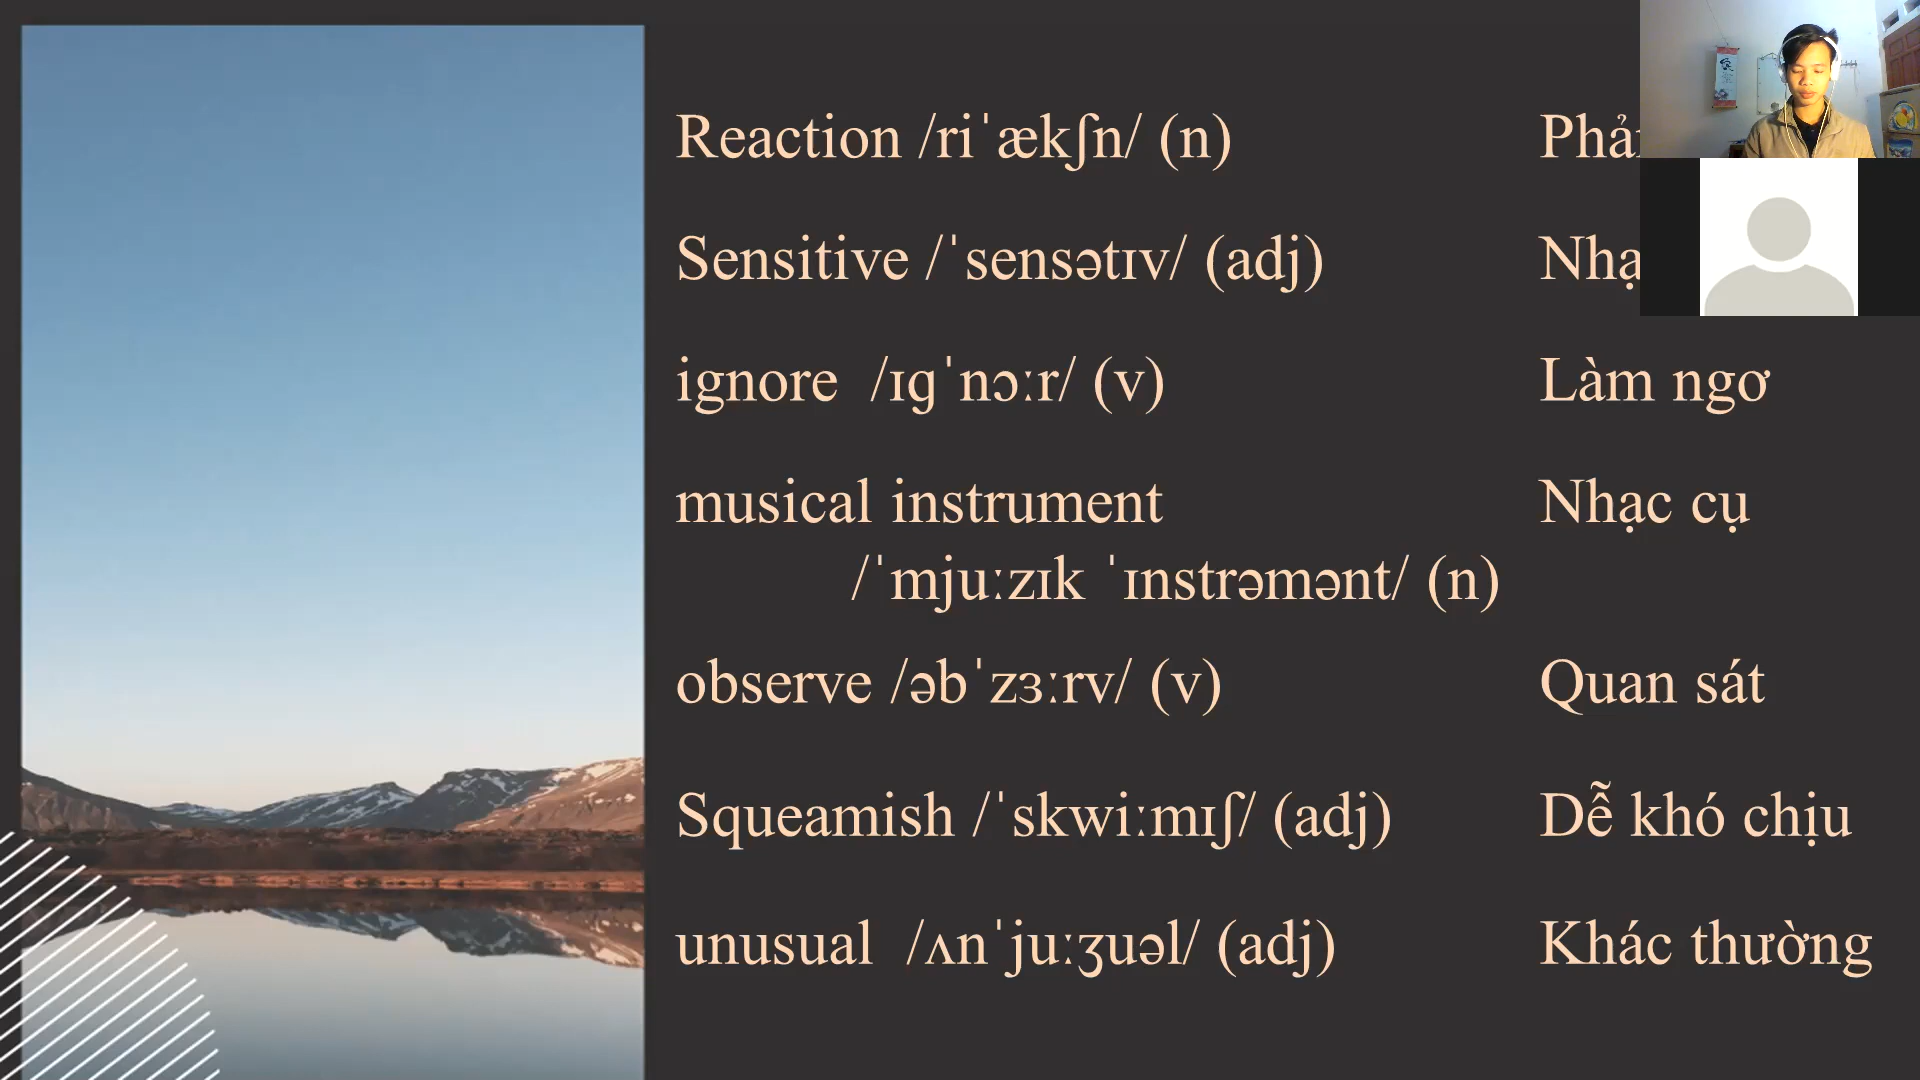 Reaction /riˈækʃn/ (n)
Sensitive /ˈsensətɪv/ (adj)
ignore /ɪɡˈnɔːr/ (v) Làm ngơ
musical instrument Nhạc cụ
/ˈmjuːzɪk ˈɪnstrəmənt/ (n)
observe /əbˈzɜːrv/ (v) Quan sát
Squeamish /ˈskwiːmɪʃ/ (adj) Dễ khó chịu
unusual /ʌnˈjuːʒuəl/ (adj) Khác thường